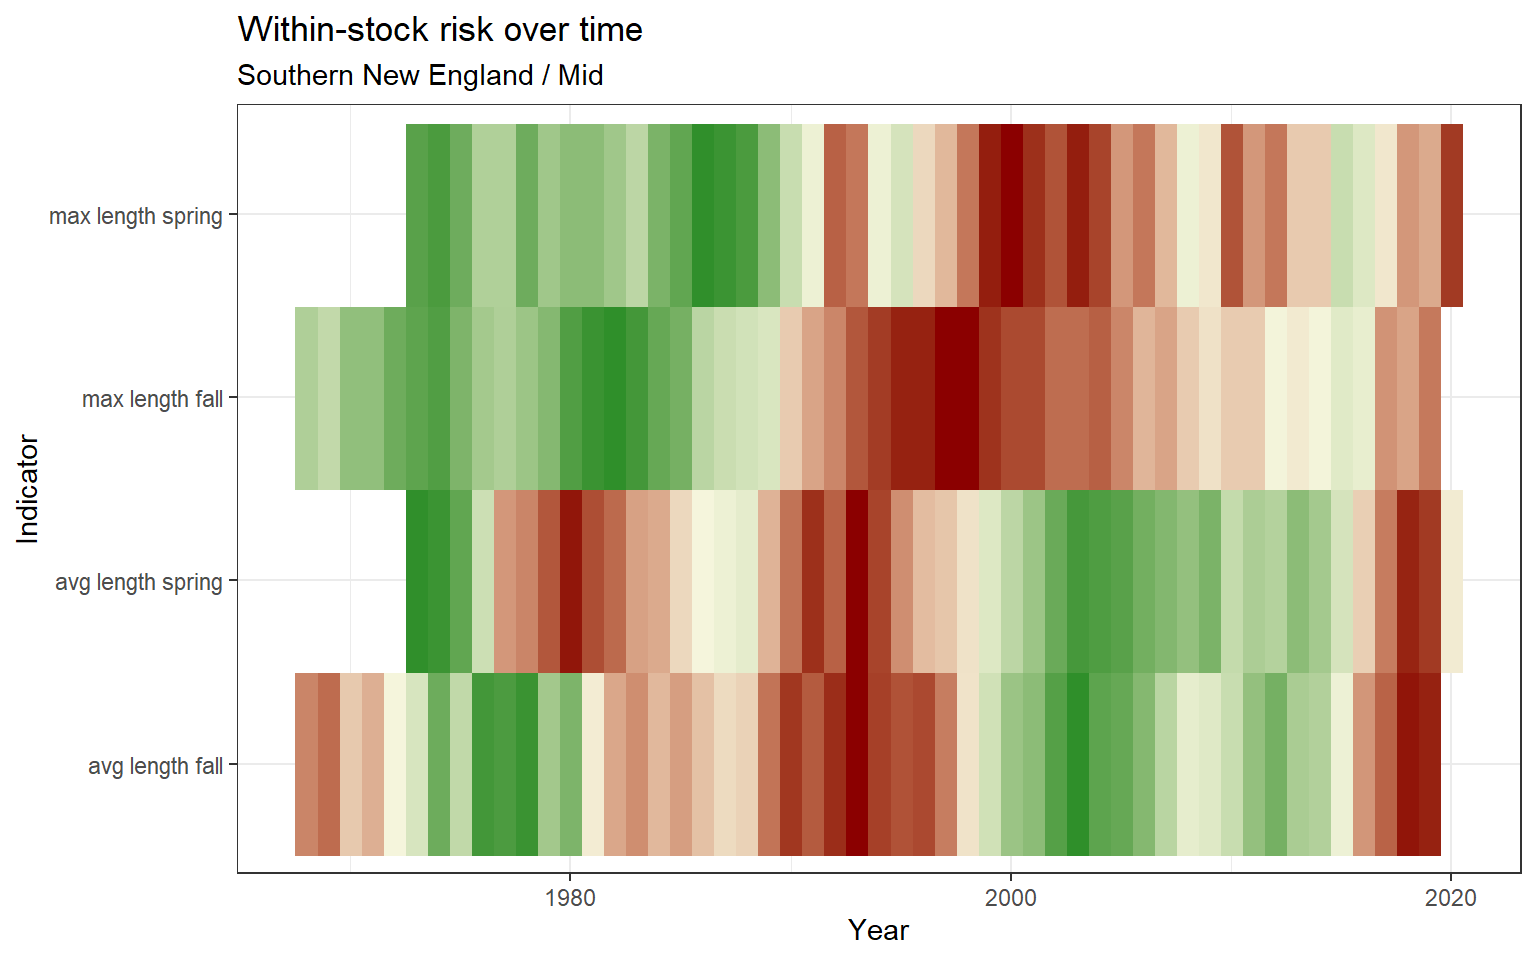 Within-stock risk over time
Southern New England / Mid
max length spring
max length fall
avg length spring
avg length fall
Indicator
1980
2000
2020
Year